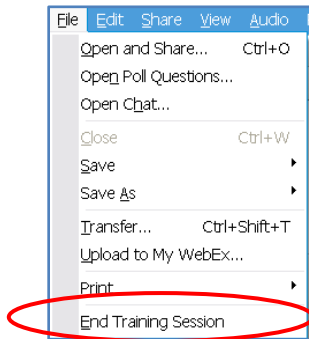 File Edit Share View Audio
Open and Share... Ctrl+O
Open Poll Questions...
Open Chat...
Close Ctrl+W
Save
Save As
Transfer... Ctrl+Shift+T
Upload to My WebEx...
Print
End Training Session